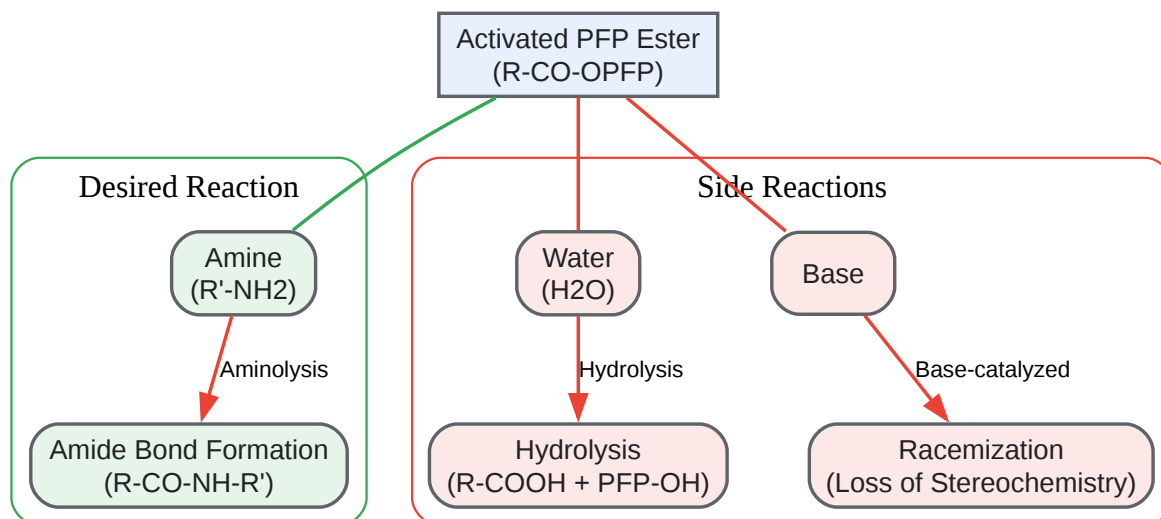 Activated PFP Ester
(R-CO-OPFP)
Desired Reaction
Side Reactions
Amine
(R'-NH2)
Water
(H2O)
Base
Aminolysis
Hydrolysis
Base-catalyzed
Amide Bond Formation
(R-CO-NH-R')
Hydrolysis
(R-COOH + PFP-OH)
Racemization
(Loss of Stereochemistry)